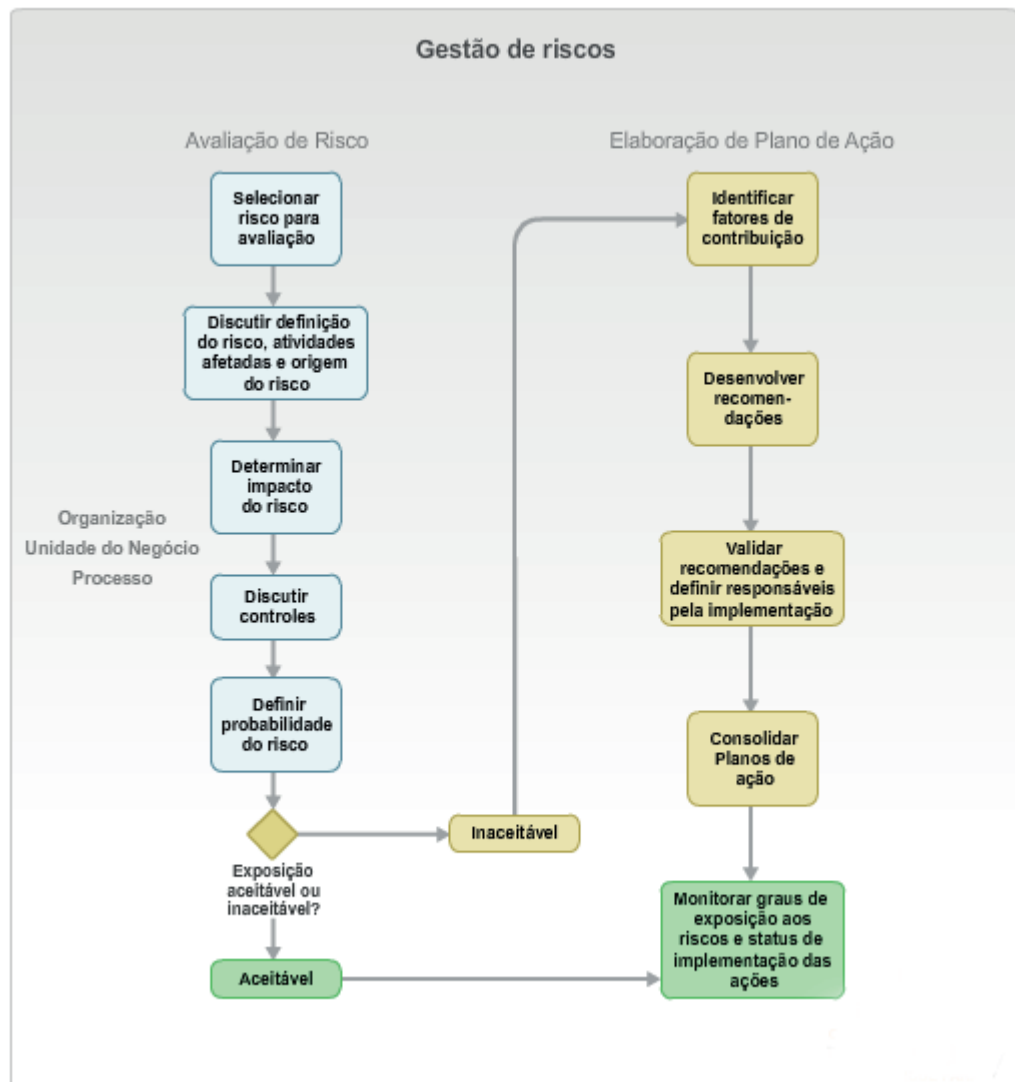 Gestão de riscos
Avaliação de Risco
Selecionar
risco para
avaliação
Discutir definição
do risco, atividades
afetadas e origem
do risco
Determinar
impacto
do risco
Organização
Unidade do Negócio
Processo
Discutir
controles
Definir
probabilidade
do risco
Exposição
aceitável ou
inaceitável?
Inaceitável
Aceitável
Elaboração de Plano de Ação
Identificar
fatores de
contribuição
Desenvolver
recomen-
dações
Validar
recomendações e
definir responsáveis
pela implementação
Consolidar
Planos de
ação
Monitorar graus de
exposição aos
riscos e status de
implementação das
ações